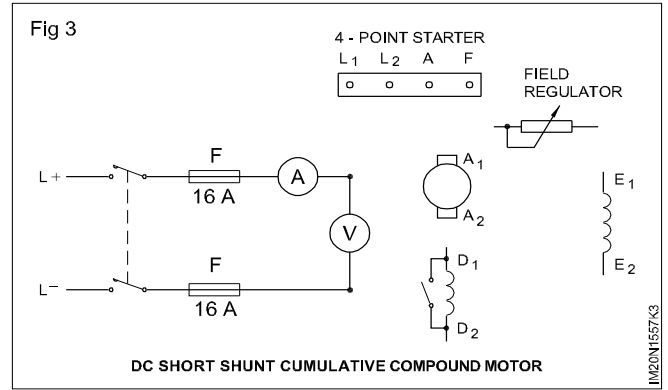 Fig 3
4 - POINT STARTER
L1 L2 A F
FIELD
REGULATOR
L+
F
16 A
A
V
L−
F
16 A
A1
A2
D1
D2
E1
E2
DC SHORT SHUNT CUMULATIVE COMPOUND MOTOR
IM20N1557K3